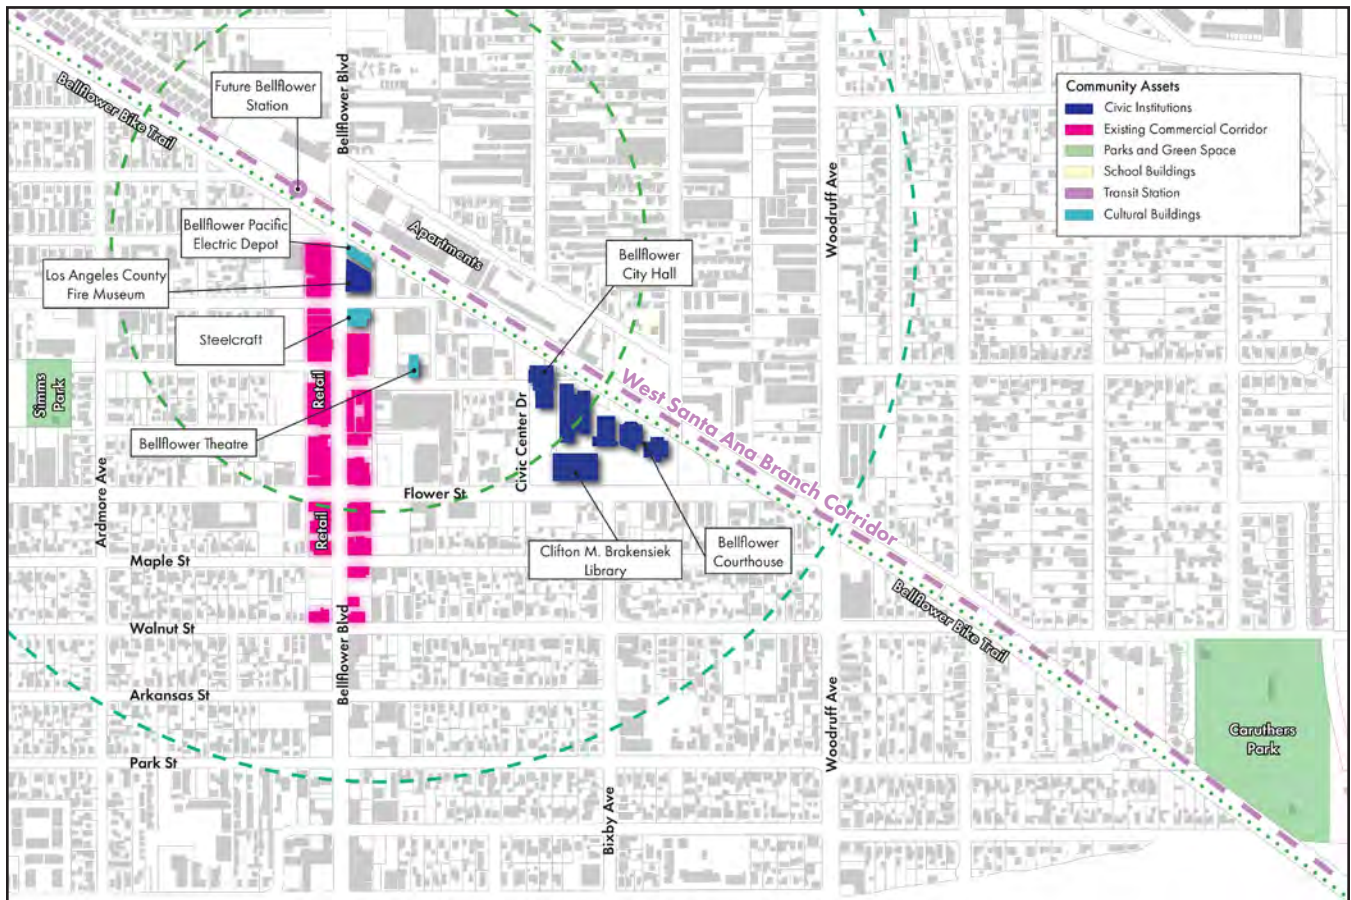 Bellflower Bike Trail
Future Bellflower
Station
Bellflower Blvd
Community Assets
Civic Institutions
Existing Commercial Corridor
Parks and Green Space
School Buildings
Transit Station
Cultural Buildings
Woodruff Ave
Bellflower Pacific
Electric Depot
Apartments
Bellflower
City Hall
Los Angeles County
Fire Museum
Steelcraft
Simms
Park
Retail
Bellflower Theatre
Civic Center Dr
West Santa Ana Branch Corridor
Ardmore Ave
Flower St
Retail
Maple St
Clifton M. Brakensiek
Library
Bellflower
Courthouse
Walnut St
Bellflower Blvd
Bellflower Bike Trail
Arkansas St
Woodruff Ave
Caruthers
Park
Park St
Bixby Ave